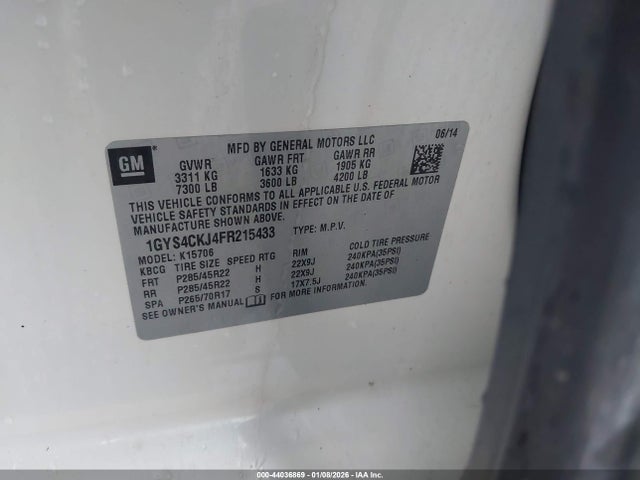 GM
MFD BY GENERAL MOTORS LLC 06/14
GVWR GAWR FRT GAWR RR
3311 KG 1633 KG 1905 KG
7300 LB 3600 LB 4200 LB
THIS VEHICLE CONFORMS TO ALL APPLICABLE U.S. FEDERAL MOTOR
VEHICLE SAFETY STANDARDS IN EFFECT ON THE DATE OF
MANUFACTURE SHOWN ABOVE.
1GYS4CKJ4FR215433 TYPE: M.P.V.
MODEL: K15706
KBCG TIRE SIZE SPEED RTG RIM COLD TIRE PRESSURE
FRT P285/45R22 H 22X9J 240KPA(35PSI)
RR P285/45R22 H 22X9J 240KPA(35PSI)
SPA P265/70R17 S 17X7.5J 240KPA(35PSI)
SEE OWNER'S MANUAL
000-44036869 - 01/08/2026 - IAA Inc.